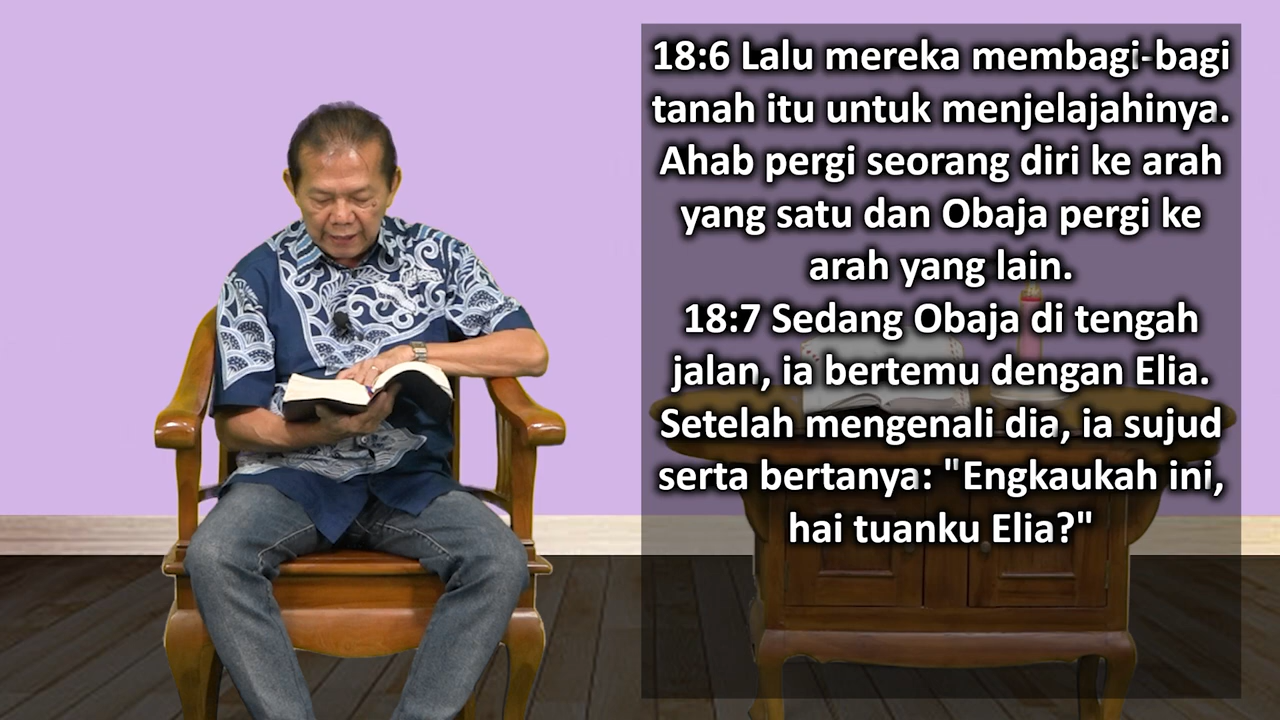 18:6 Lalu mereka membagi-bagi
tanah itu untuk menjelajahinya.
Ahab pergi seorang diri ke arah
yang satu dan Obaja pergi ke
arah yang lain.
18:7 Sedang Obaja di tengah
jalan, ia bertemu dengan Elia.
Setelah mengenali dia, ia sujud
serta bertanya: "Engkaukah ini,
hai tuanku Elia?"